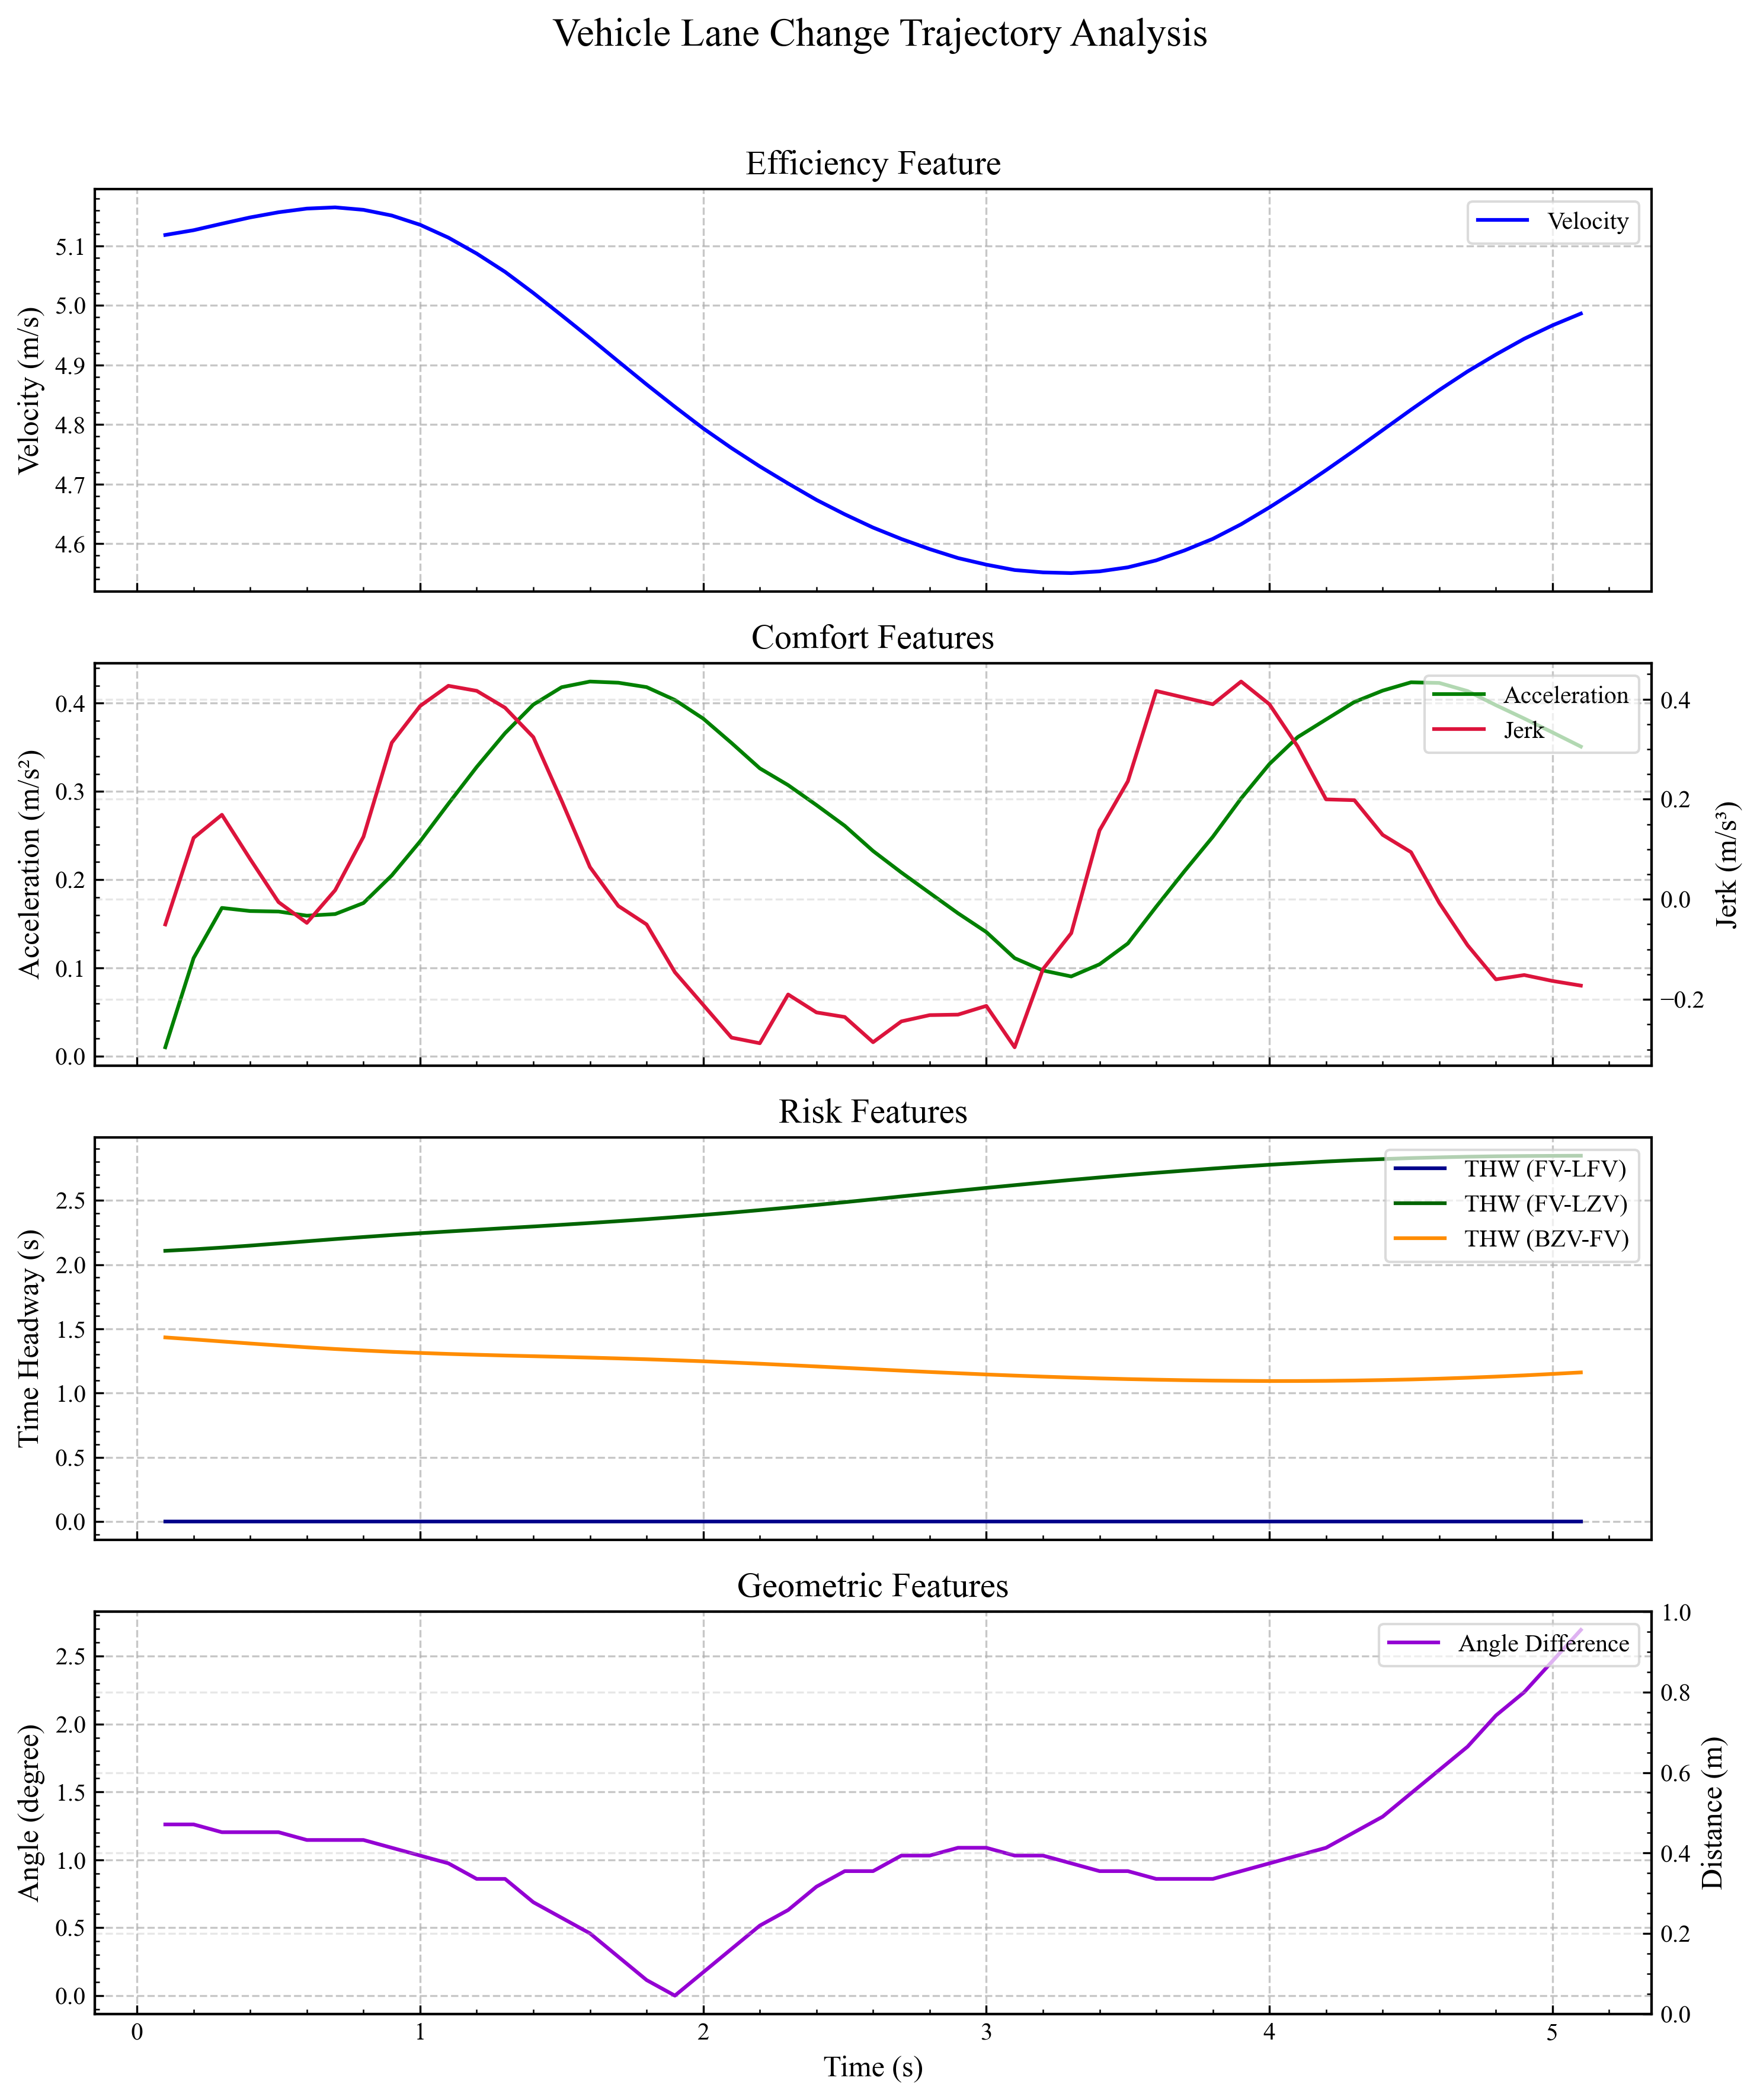 Vehicle Lane Change Trajectory Analysis
Efficiency Feature
Velocity (m/s)
5.1
5.0
4.9
4.8
4.7
4.6
Velocity
Comfort Features
Acceleration (m/s²)
0.4
0.3
0.2
0.1
0.0
Acceleration
Jerk
0.4
0.2
0.0
−0.2
Jerk (m/s³)
Risk Features
Time Headway (s)
2.5
2.0
1.5
1.0
0.5
0.0
THW (FV-LFV)
THW (FV-LZV)
THW (BZV-FV)
Geometric Features
Angle (degree)
2.5
2.0
1.5
1.0
0.5
0.0
Angle Difference
1.0
0.8
0.6
0.4
0.2
0.0
Distance (m)
0 1 2 3 4 5
Time (s)